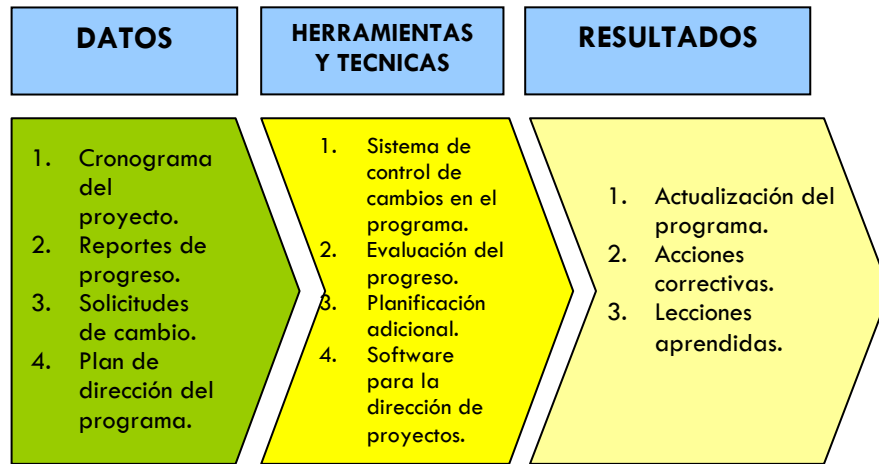 DATOS
HERRAMIENTAS
Y TECNICAS
RESULTADOS
1. Cronograma
del
proyecto.
2. Reportes de
progreso.
3. Solicitudes
de cambio.
4. Plan de
dirección del
programa.
1. Sistema de
control de
cambios en el
programa.
2. Evaluación del
progreso.
3. Planificación
adicional.
4. Software
para la
dirección de
proyectos.
1. Actualización del
programa.
2. Acciones
correctivas.
3. Lecciones
aprendidas.